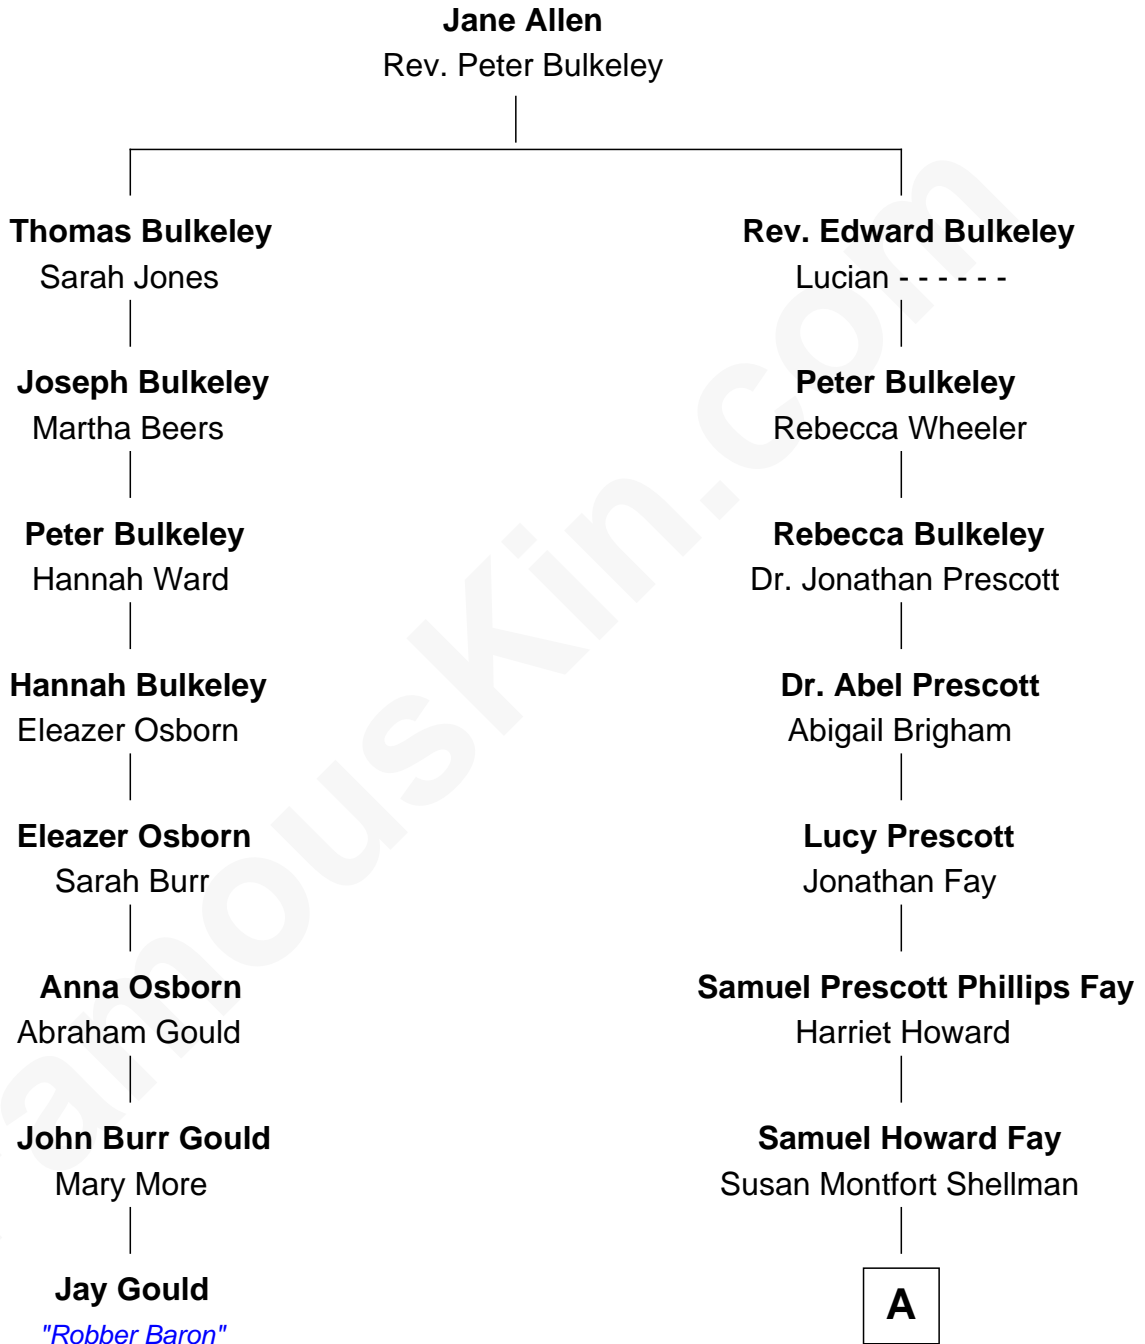 Jane Allen
Rev. Peter Bulkeley
Thomas Bulkeley
Sarah Jones
Rev. Edward Bulkeley
Lucian - - - - - -
Joseph Bulkeley
Martha Beers
Peter Bulkeley
Rebecca Wheeler
Peter Bulkeley
Hannah Ward
Rebecca Bulkeley
Dr. Jonathan Prescott
Hannah Bulkeley
Eleazer Osborn
Dr. Abel Prescott
Abigail Brigham
Eleazer Osborn
Sarah Burr
Lucy Prescott
Jonathan Fay
Anna Osborn
Abraham Gould
Samuel Prescott Phillips Fay
Harriet Howard
John Burr Gould
Mary More
Samuel Howard Fay
Susan Montfort Shellman
Jay Gould
"Robber Baron"
A
amousKin.com